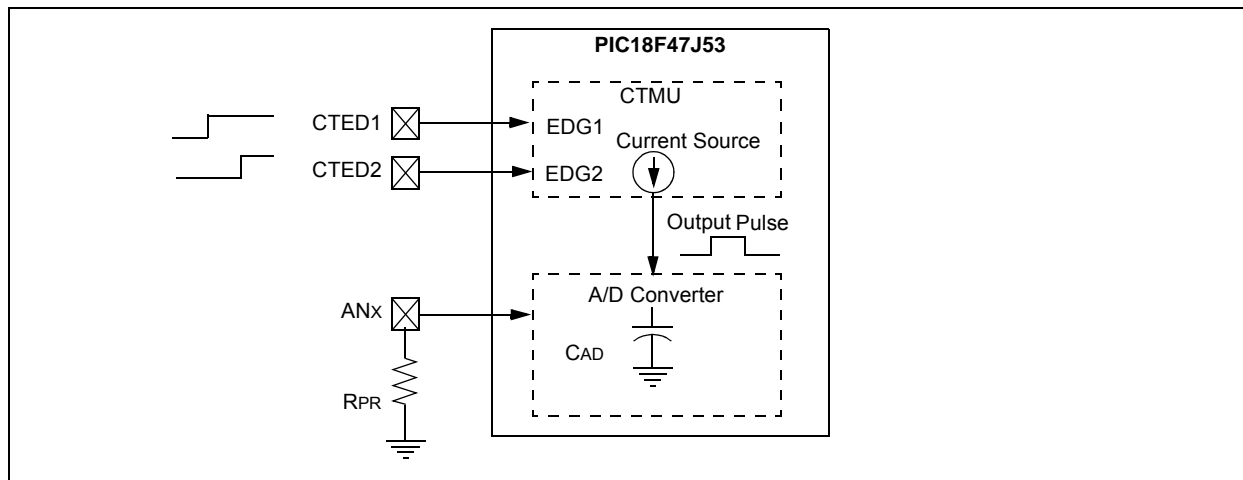 PIC18F47J53
CTMU
CTED1
EDG1
Current Source
CTED2
EDG2
Output Pulse
A/D Converter
ANX
CAD
RPR